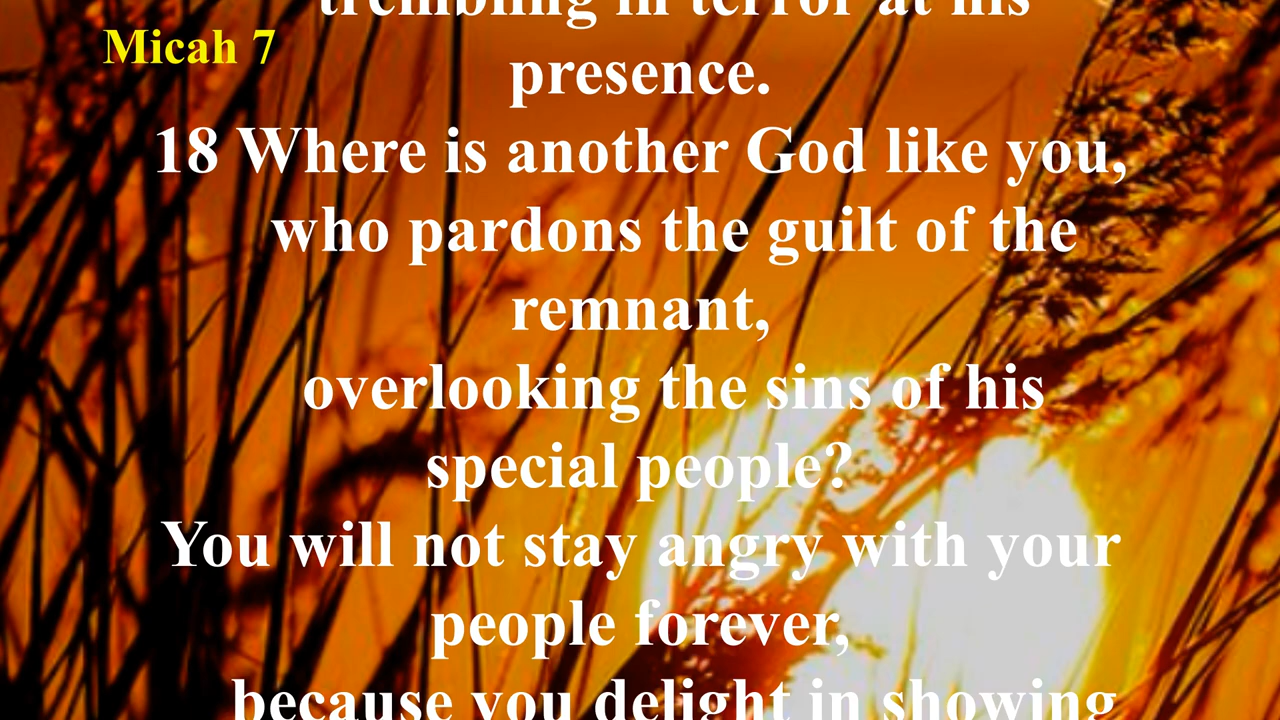 trembling in terror at his
Micah 7
presence.
18 Where is another God like you,
who pardons the guilt of the
remnant,
overlooking the sins of his
special people?
You will not stay angry with your
people forever,
because you delight in showing